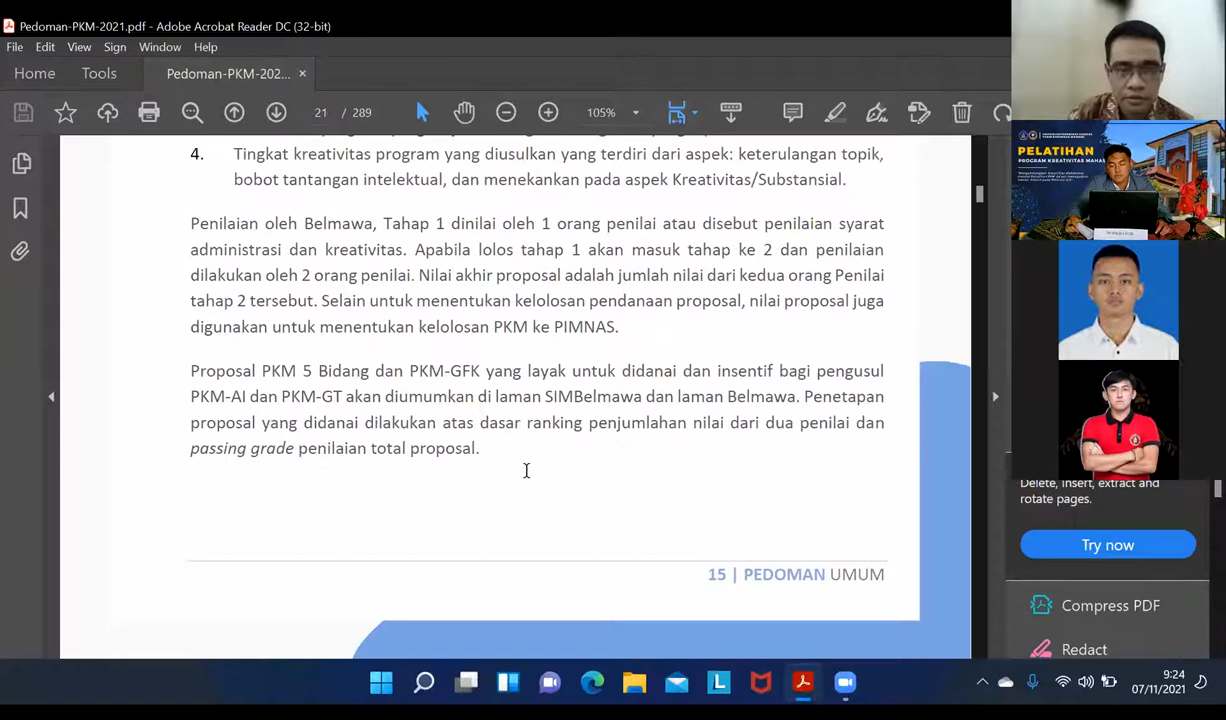 Pedoman-PKM-2021.pdf - Adobe Acrobat Reader DC (32-bit)
File Edit View Sign Window Help
Home Tools Pedoman-PKM-202... ×
21 / 289 105%
4. Tingkat kreativitas program yang diusulkan yang terdiri dari aspek: keterulangan topik,
bobot tantangan intelektual, dan menekankan pada aspek Kreativitas/Substansial.
Penilaian oleh Belmawa, Tahap 1 dinilai oleh 1 orang penilai atau disebut penilaian syarat
administrasi dan kreativitas. Apabila lolos tahap 1 akan masuk tahap ke 2 dan penilaian
dilakukan oleh 2 orang penilai. Nilai akhir proposal adalah jumlah nilai dari kedua orang Penilai
tahap 2 tersebut. Selain untuk menentukan kelolosan pendanaan proposal, nilai proposal juga
digunakan untuk menentukan kelolosan PKM ke PIMNAS.
Proposal PKM 5 Bidang dan PKM-GFK yang layak untuk didanai dan insentif bagi pengusul
PKM-AI dan PKM-GT akan diumumkan di laman SIMBelmawa dan laman Belmawa. Penetapan
proposal yang didanai dilakukan atas dasar ranking penjumlahan nilai dari dua penilai dan
passing grade penilaian total proposal.
15 | PEDOMAN UMUM
PELATIHAN
PROGRAM KREATIVITAS MAHAS
Delete, insert, extract and
rotate pages.
Try now
Compress PDF
Redact
9:24
07/11/2021